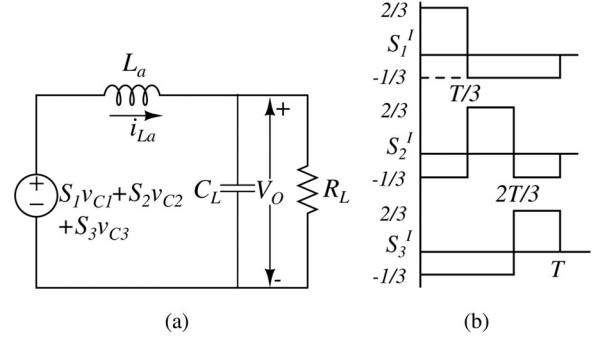 L_a
i_La
+
−
S_1v_C1+S_2v_C2
+S_3v_C3
C_L
+
V_O
-
R_L
(a)
2/3
S_1^I
-1/3
T/3
2/3
S_2^I
-1/3
2T/3
2/3
S_3^I
-1/3
T
(b)